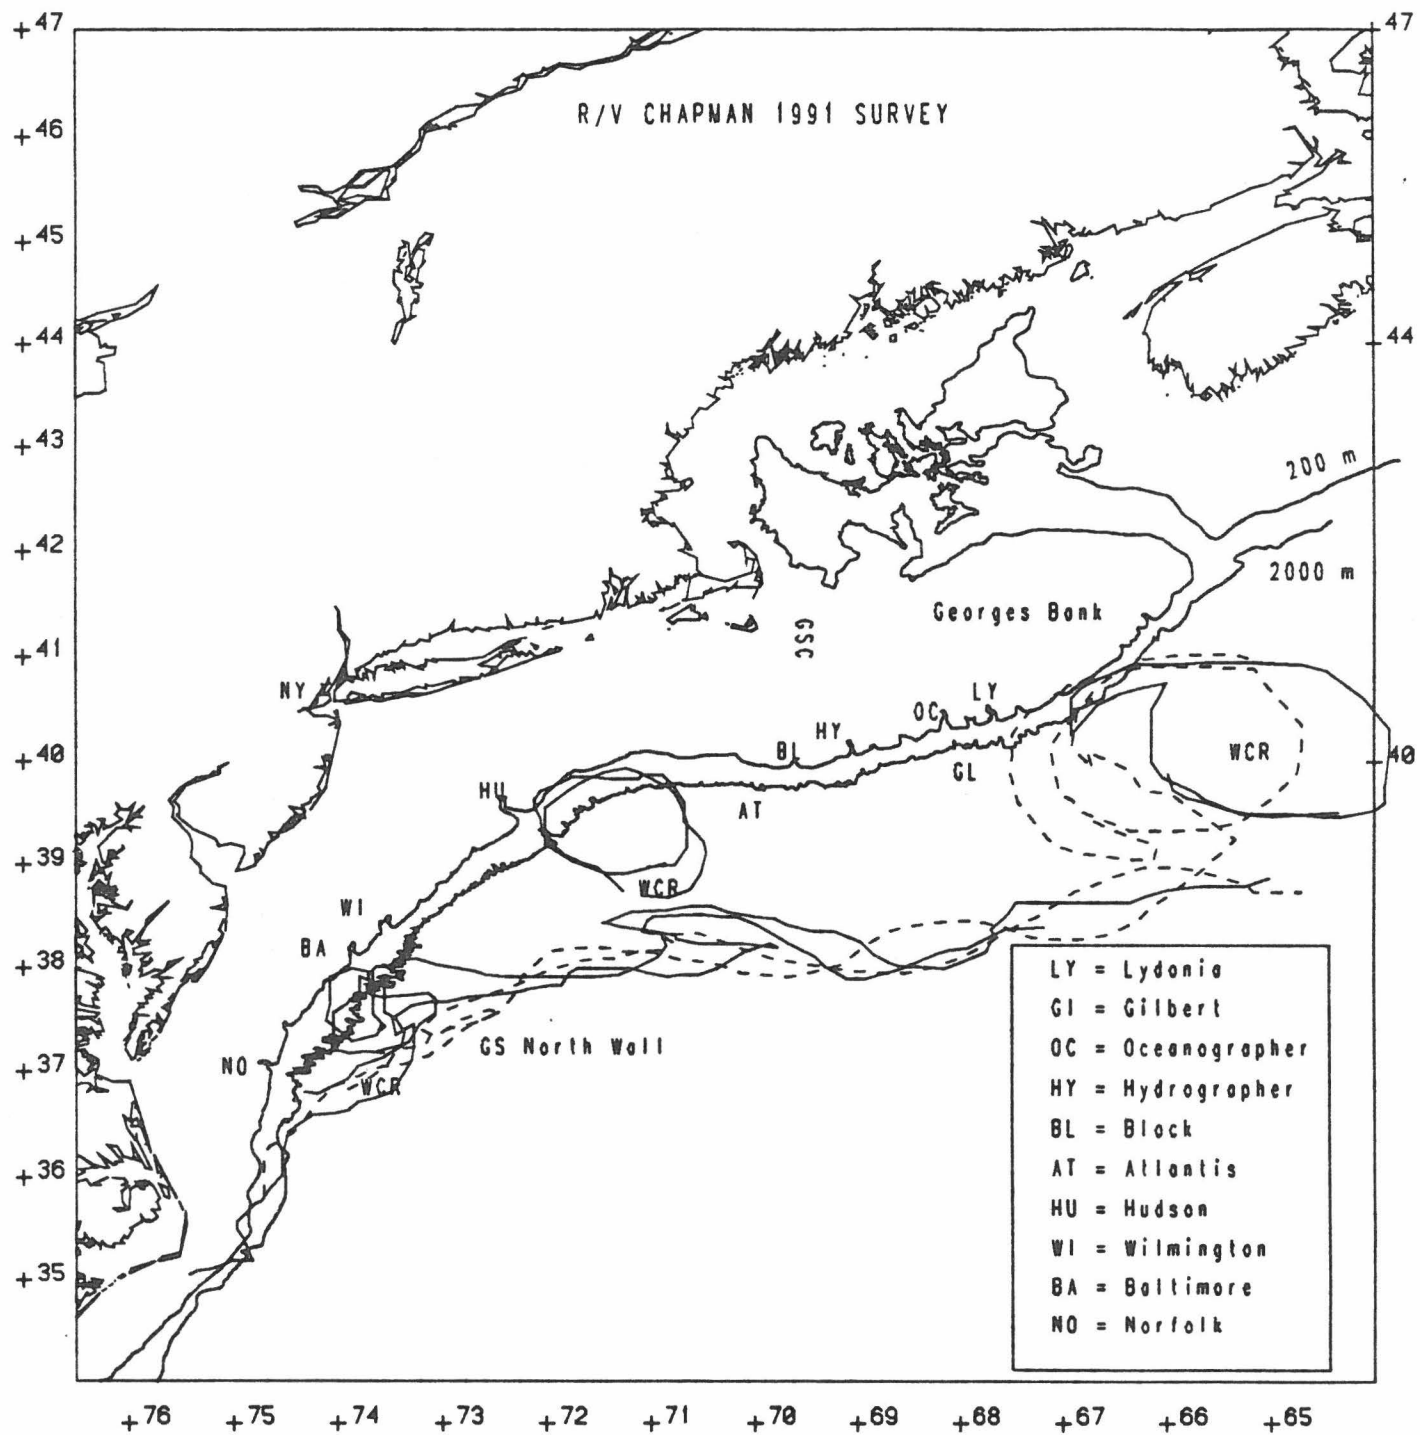 +47
+47
R/V CHAPMAN 1991 SURVEY
+46
+45
+44
+44
+43
200 m
+42
2000 m
Georges Bank
GSC
+41
NY
LY
OC
HY
+40
BL
WCR
+40
GL
HU
AT
+39
WCR
WI
BA
+38
GS North Wall
+37
NO
WCR
+36
+35
LY = Lydonia
GI = Gilbert
OC = Oceanographer
HY = Hydrographer
BL = Block
AT = Atlantis
HU = Hudson
WI = Wilmington
BA = Baltimore
NO = Norfolk
+76 +75 +74 +73 +72 +71 +70 +69 +68 +67 +66 +65